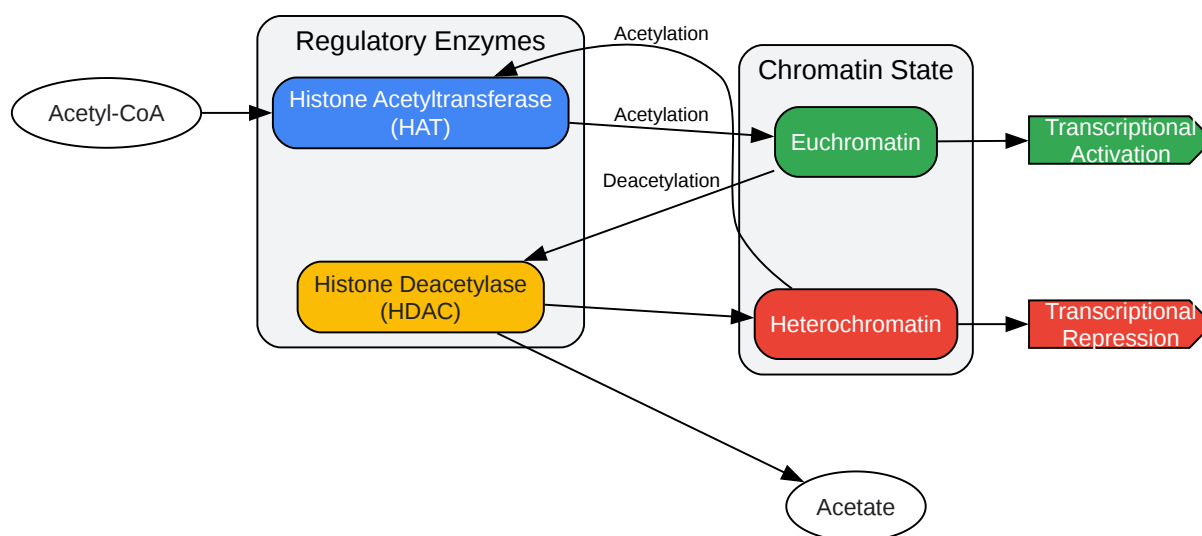 Regulatory Enzymes
Acetylation
Chromatin State
Acetyl-CoA
Histone Acetyltransferase
(HAT)
Acetylation
Euchromatin
Transcriptional
Activation
Deacetylation
Histone Deacetylase
(HDAC)
Heterochromatin
Transcriptional
Repression
Acetate